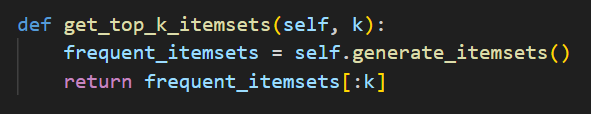 def get_top_k_itemsets(self, k):
    frequent_itemsets = self.generate_itemsets()
    return frequent_itemsets[:k]